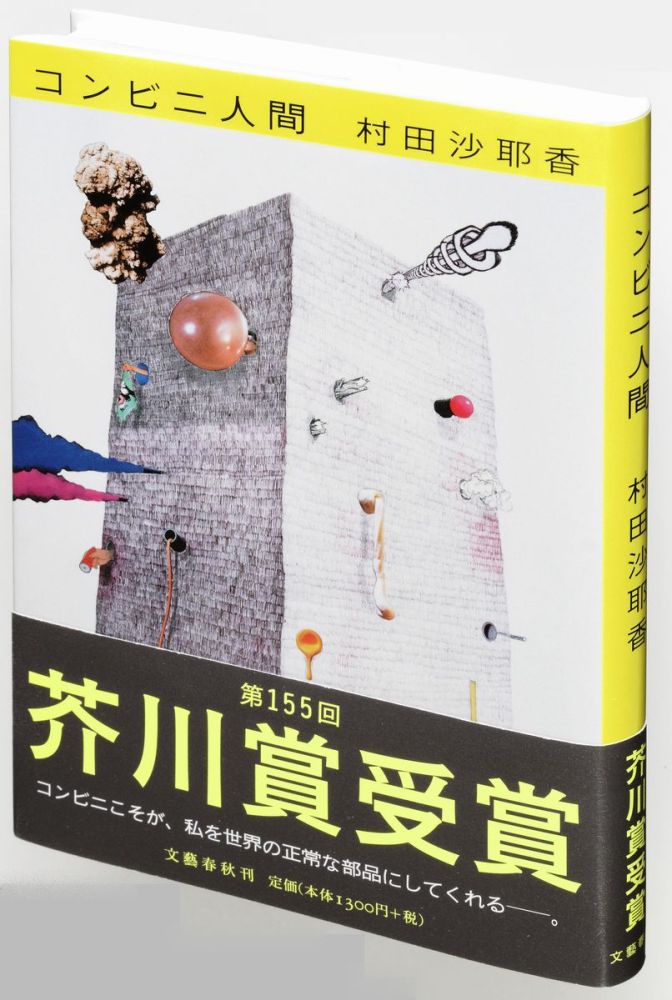 コンビニ人間 村田沙耶香
第155回
芥川賞受賞
コンビニこそが、私を世界の正常な部品にしてくれる——。
文藝春秋刊 定価(本体1300円+税)
コンビニ人間 村田沙耶香
芥川賞受賞
文藝春